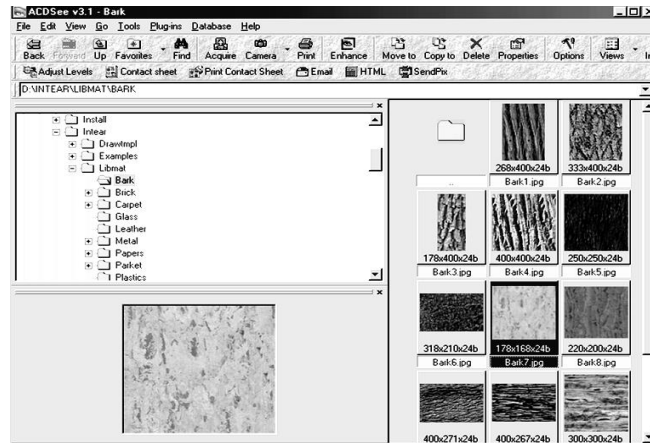 ACDSee v3.1 - Bark
File Edit View Go Tools Plug-ins Database Help
Back Forward Up Favorites Find Acquire Camera Print Enhance Move to Copy to Delete Properties Options Views
Adjust Levels Contact sheet Print Contact Sheet Email HTML SendPix
D:\INTEAR\LIBMAT\BARK
Install
Intear
Drawtmpl
Examples
Libmat
Bark
Brick
Carpet
Glass
Leather
Metal
Papers
Parket
Plastics
268x400x24b 333x400x24b
.. Bark1.jpg Bark2.jpg
178x400x24b 400x400x24b 250x250x24b
Bark3.jpg Bark4.jpg Bark5.jpg
318x210x24b 178x168x24b 220x200x24b
Bark6.jpg Bark7.jpg Bark8.jpg
400x271x24b 400x267x24b 300x300x24b